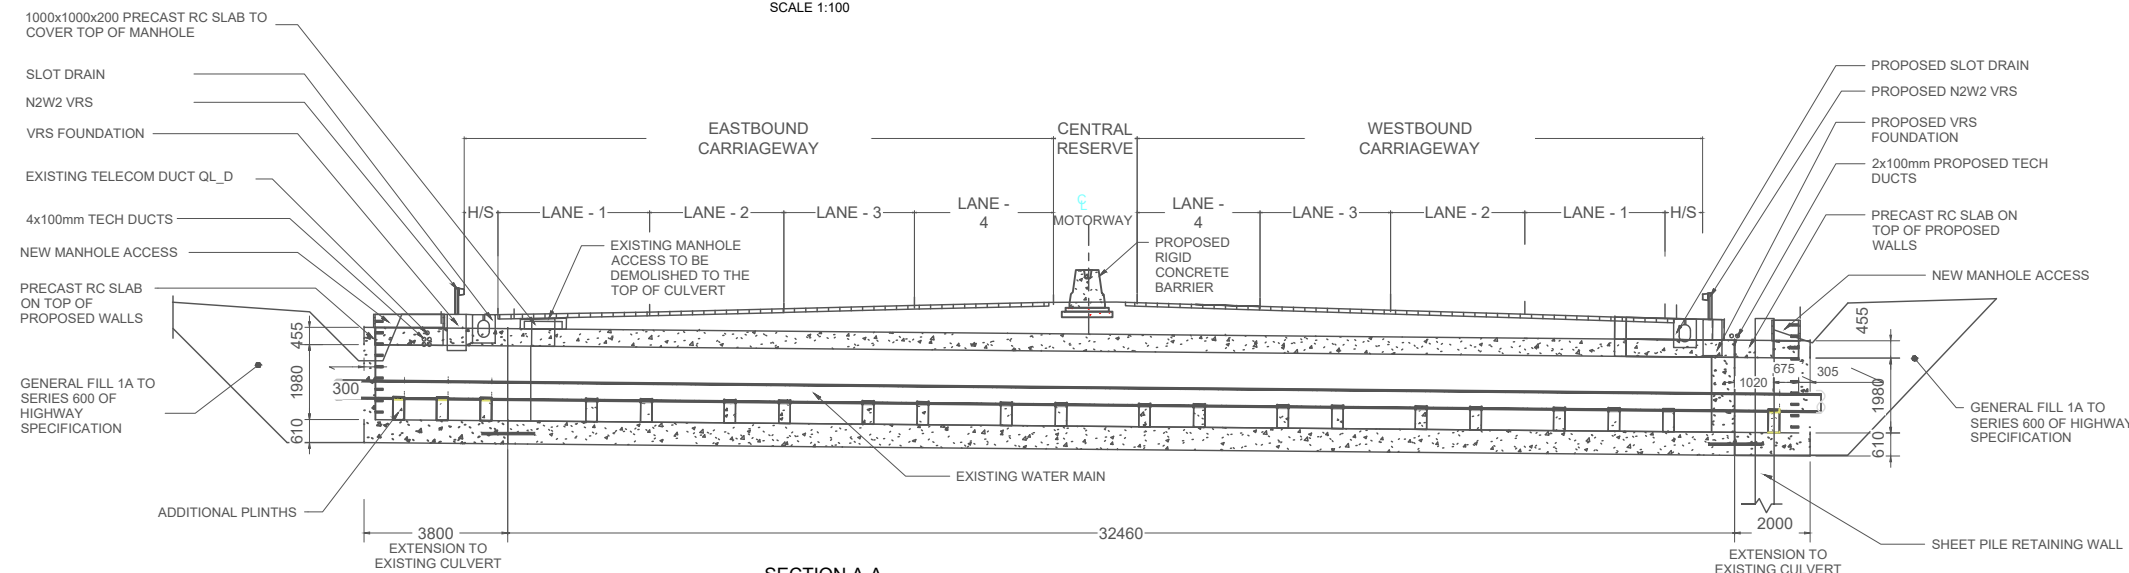 SCALE 1:100
1000x1000x200 PRECAST RC SLAB TO
COVER TOP OF MANHOLE
SLOT DRAIN
N2W2 VRS
VRS FOUNDATION
EXISTING TELECOM DUCT QL_D
4x100mm TECH DUCTS
NEW MANHOLE ACCESS
PRECAST RC SLAB
ON TOP OF
PROPOSED WALLS
GENERAL FILL 1A TO
SERIES 600 OF
HIGHWAY
SPECIFICATION
ADDITIONAL PLINTHS
455
1980
610
300
EASTBOUND
CARRIAGEWAY
CENTRAL
RESERVE
WESTBOUND
CARRIAGEWAY
H/S
LANE - 1
LANE - 2
LANE - 3
LANE -
4
CL
MOTORWAY
LANE -
4
LANE - 3
LANE - 2
LANE - 1
H/S
EXISTING MANHOLE
ACCESS TO BE
DEMOLISHED TO THE
TOP OF CULVERT
PROPOSED
RIGID
CONCRETE
BARRIER
EXISTING WATER MAIN
PROPOSED SLOT DRAIN
PROPOSED N2W2 VRS
PROPOSED VRS
FOUNDATION
2x100mm PROPOSED TECH
DUCTS
PRECAST RC SLAB ON
TOP OF PROPOSED
WALLS
NEW MANHOLE ACCESS
455
675
305
1020
1980
610
GENERAL FILL 1A TO
SERIES 600 OF HIGHWAY
SPECIFICATION
SHEET PILE RETAINING WALL
3800
EXTENSION TO
EXISTING CULVERT
32460
2000
EXTENSION TO
EXISTING CULVERT
SECTION A-A